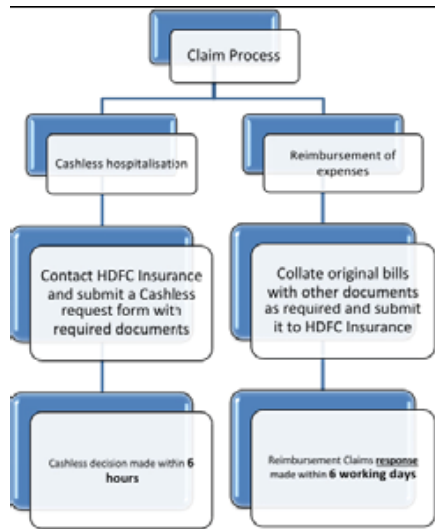 Claim Process
Cashless hospitalisation
Reimbursement of
expenses
Contact HDFC Insurance
and submit a Cashless
request form with
required documents
Collate original bills
with other documents
as required and submit
it to HDFC Insurance
Cashless decision made within 6
hours
Reimbursement Claims response
made within 6 working days